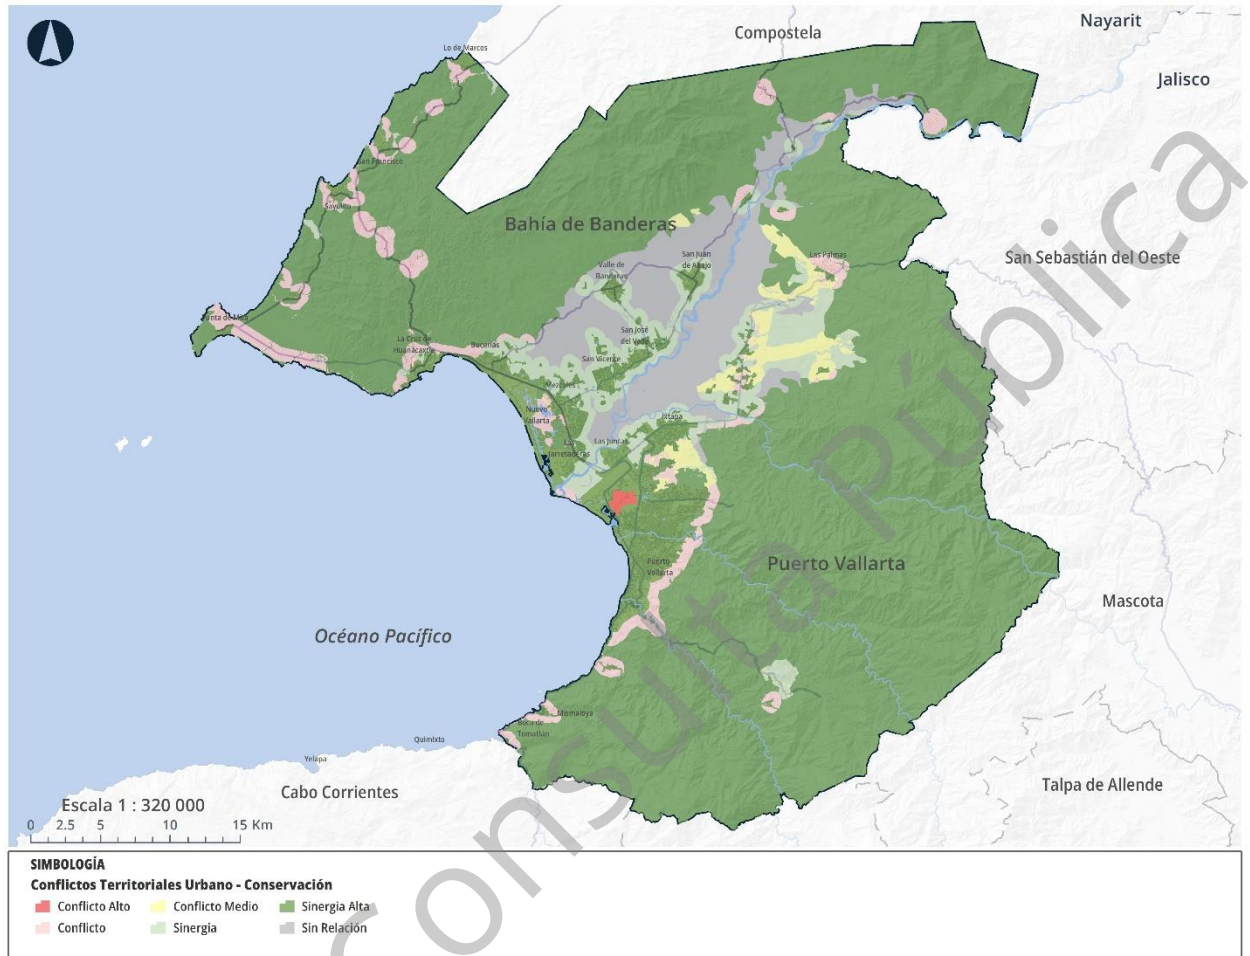 Nayarit
Compostela
Lo de Marcos
Jalisco
San Francisco
Sayulita
Bahía de Banderas
San Juan
de Abajo
Las Palmas
San Sebastián del Oeste
Valle de
Banderas
Punta de Mita
La Cruz de
Huanacaxtle
Bucerías
San José
del Valle
San Vicente
Mezcales
Nuevo
Vallarta
Ixtapa
Las Juntas
Las
Jarretaderas
Puerto
Vallarta
Puerto Vallarta
Mascota
Océano Pacífico
Mismaloya
Boca de
Tomatlán
Quimixto
Yelapa
Cabo Corrientes
Talpa de Allende
Escala 1 : 320 000
0 2.5 5 10 15 Km
Consulta Pública
SIMBOLOGÍA
Conflictos Territoriales Urbano - Conservación
Conflicto Alto Conflicto Medio Sinergia Alta
Conflicto Sinergia Sin Relación